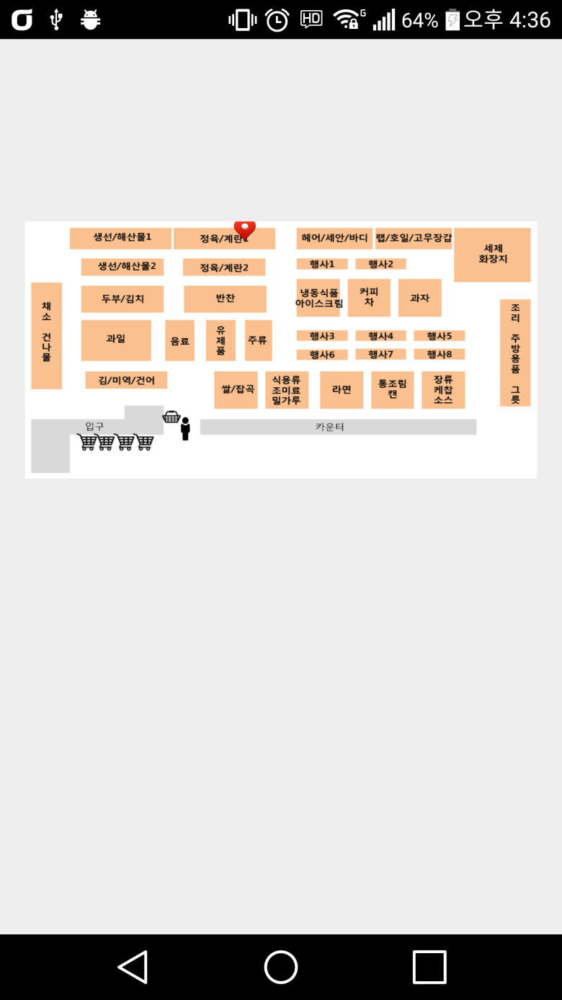 HD
G
64%
오후 4:36
생선/해산물1
정육/계란1
헤어/세안/바디
랩/호일/고무장갑
세제
화장지
생선/해산물2
정육/계란2
행사1
행사2
채소 건나물
두부/김치
반찬
냉동식품
아이스크림
커피
차
과자
조리 주방용품 그릇
과일
음료
유제품
주류
행사3
행사4
행사5
행사6
행사7
행사8
김/미역/건어
쌀/잡곡
식용류
조미료
밀가루
라면
통조림
캔
장류
케찹
소스
입구
카운터